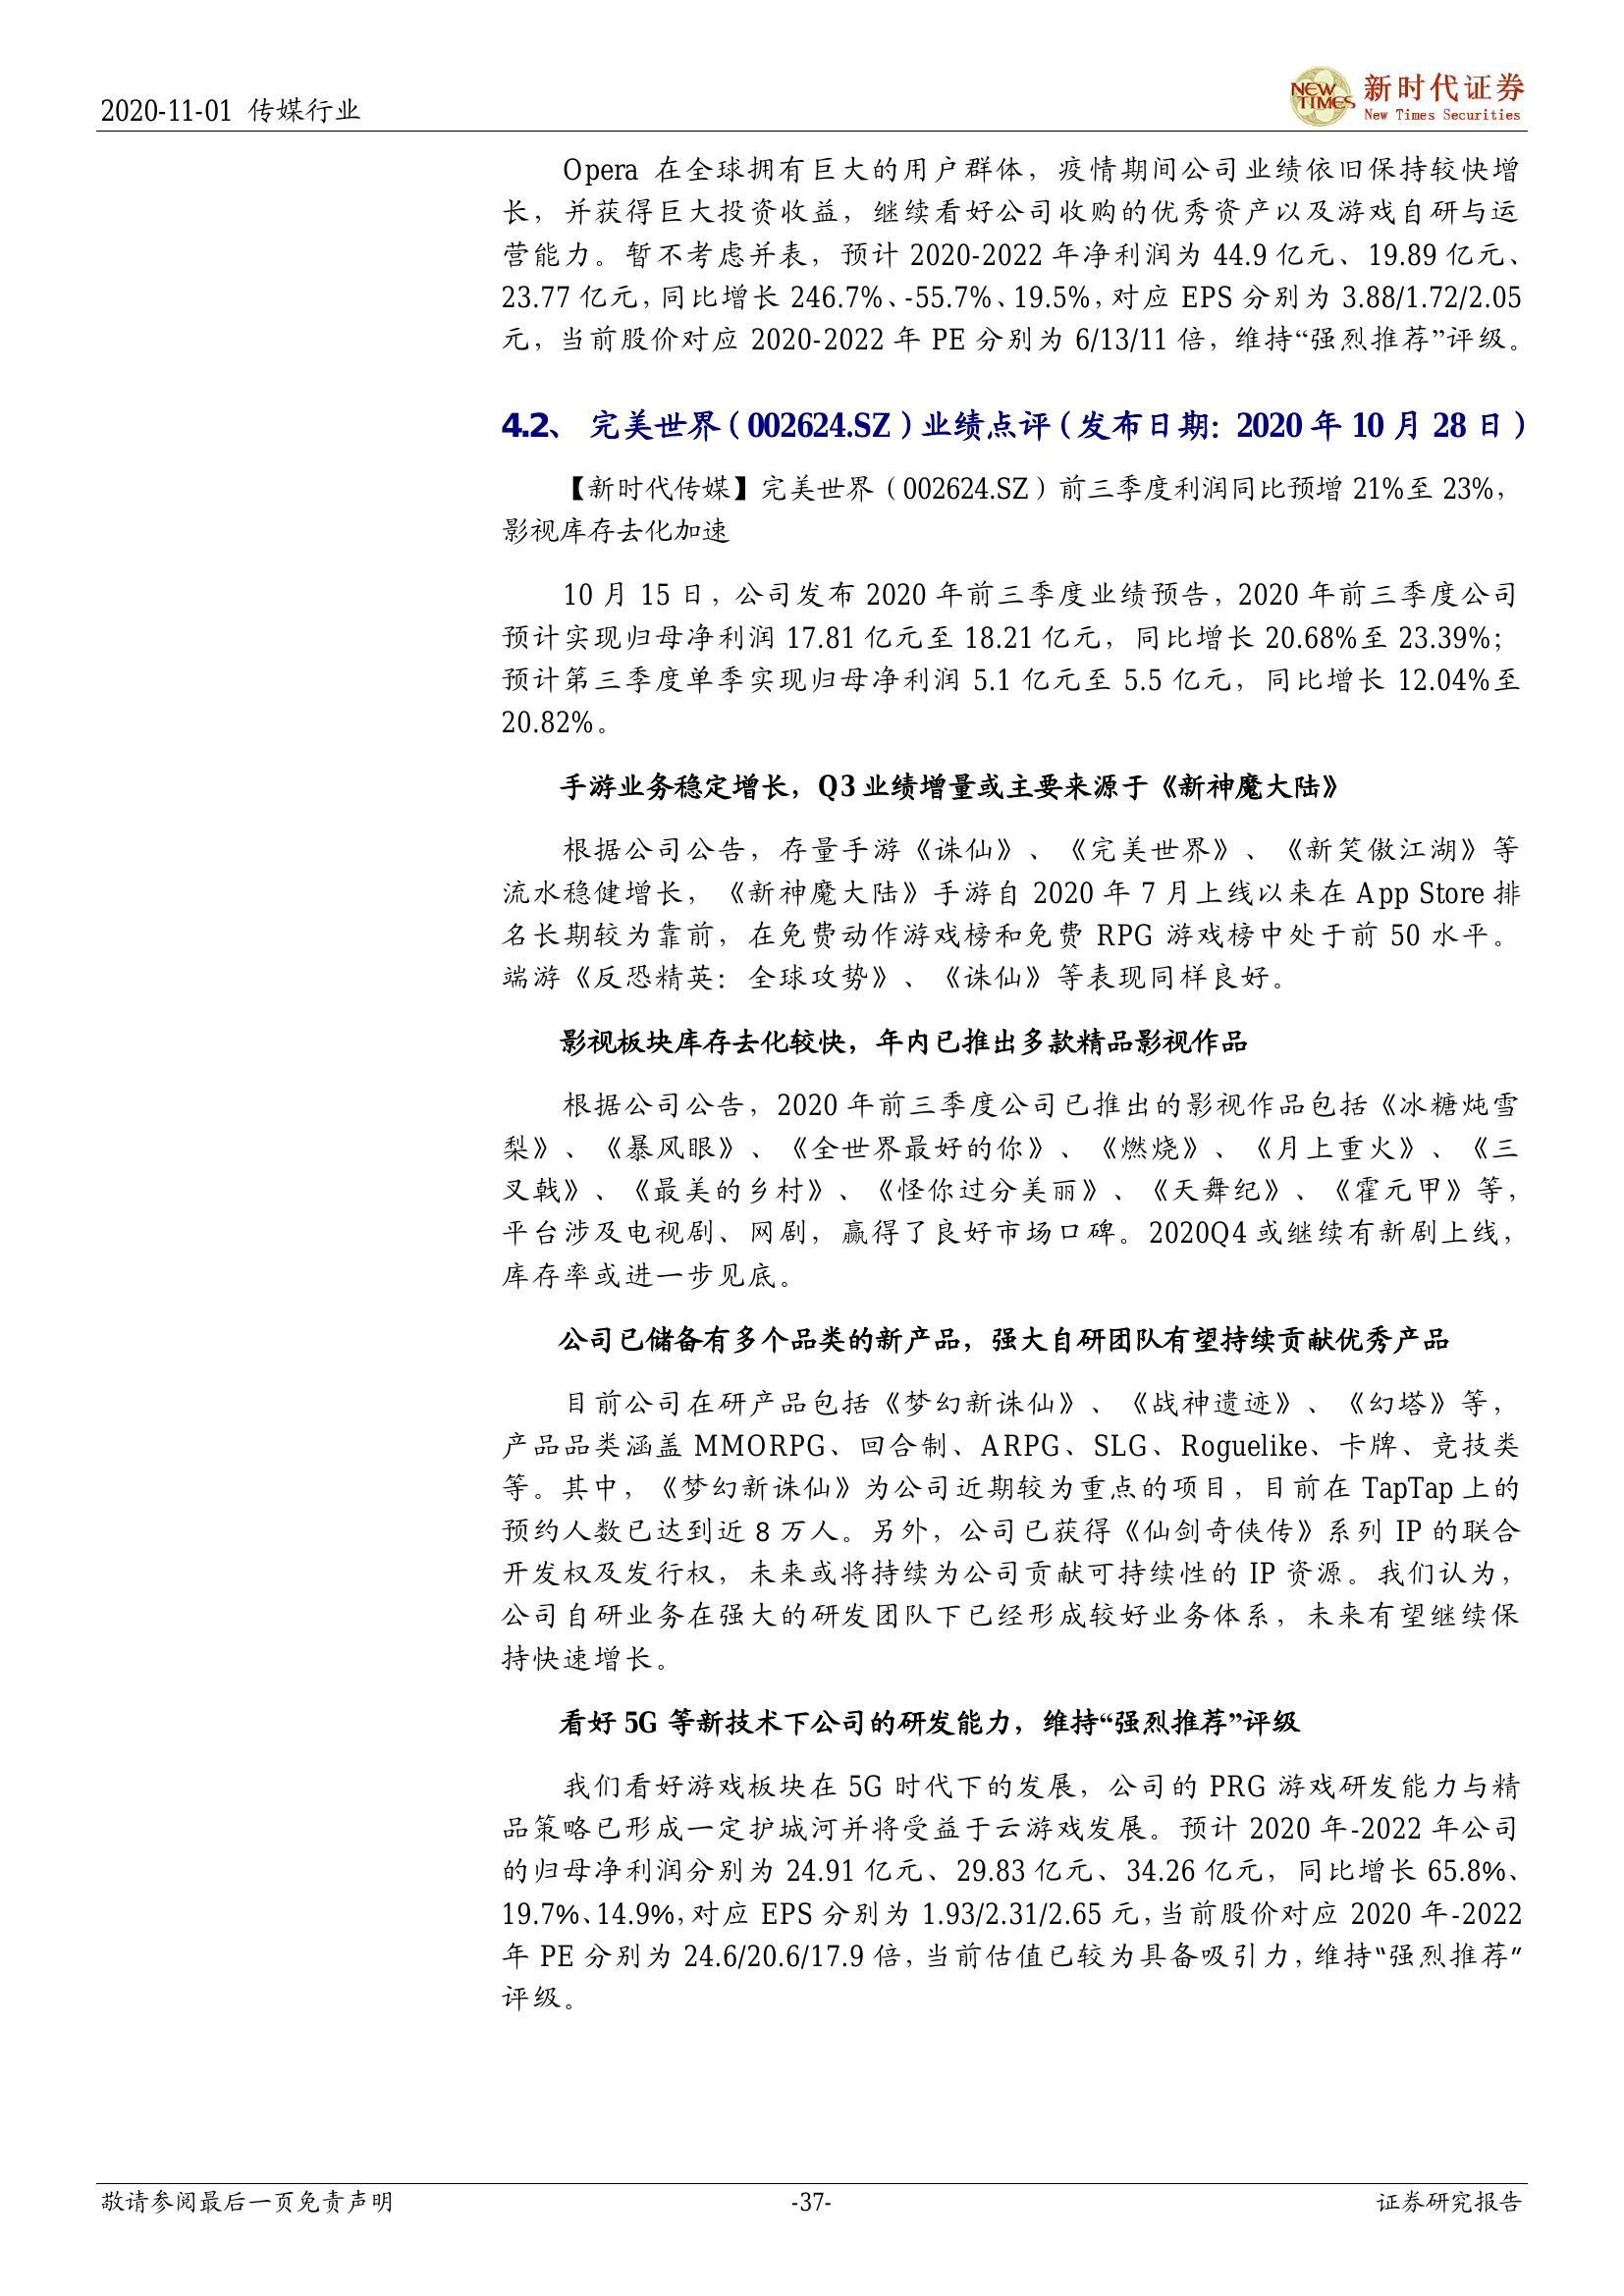 2020-11-01 传媒行业
NEW TIMES 新时代证券
New Times Securities
Opera 在全球拥有巨大的用户群体，疫情期间公司业绩依旧保持较快增
长，并获得巨大投资收益，继续看好公司收购的优秀资产以及游戏自研与运
营能力。暂不考虑并表，预计 2020-2022 年净利润为 44.9 亿元、19.89 亿元、
23.77 亿元，同比增长 246.7%、-55.7%、19.5%，对应 EPS 分别为 3.88/1.72/2.05
元，当前股价对应 2020-2022 年 PE 分别为 6/13/11 倍，维持“强烈推荐”评级。
4.2、 完美世界（002624.SZ）业绩点评（发布日期：2020 年 10 月 28 日）
【新时代传媒】完美世界（002624.SZ）前三季度利润同比预增 21%至 23%，
影视库存去化加速
10 月 15 日，公司发布 2020 年前三季度业绩预告，2020 年前三季度公司
预计实现归母净利润 17.81 亿元至 18.21 亿元，同比增长 20.68%至 23.39%；
预计第三季度单季实现归母净利润 5.1 亿元至 5.5 亿元，同比增长 12.04%至
20.82%。
手游业务稳定增长，Q3 业绩增量或主要来源于《新神魔大陆》
根据公司公告，存量手游《诛仙》、《完美世界》、《新笑傲江湖》等
流水稳健增长，《新神魔大陆》手游自 2020 年 7 月上线以来在 App Store 排
名长期较为靠前，在免费动作游戏榜和免费 RPG 游戏榜中处于前 50 水平。
端游《反恐精英：全球攻势》、《诛仙》等表现同样良好。
影视板块库存去化较快，年内已推出多款精品影视作品
根据公司公告，2020 年前三季度公司已推出的影视作品包括《冰糖炖雪
梨》、《暴风眼》、《全世界最好的你》、《燃烧》、《月上重火》、《三
叉戟》、《最美的乡村》、《怪你过分美丽》、《天舞纪》、《霍元甲》等，
平台涉及电视剧、网剧，赢得了良好市场口碑。2020Q4 或继续有新剧上线，
库存率或进一步见底。
公司已储备有多个品类的新产品，强大自研团队有望持续贡献优秀产品
目前公司在研产品包括《梦幻新诛仙》、《战神遗迹》、《幻塔》等，
产品品类涵盖 MMORPG、回合制、ARPG、SLG、Roguelike、卡牌、竞技类
等。其中，《梦幻新诛仙》为公司近期较为重点的项目，目前在 TapTap 上的
预约人数已达到近 8 万人。另外，公司已获得《仙剑奇侠传》系列 IP 的联合
开发权及发行权，未来或将持续为公司贡献可持续性的 IP 资源。我们认为，
公司自研业务在强大的研发团队下已经形成较好业务体系，未来有望继续保
持快速增长。
看好 5G 等新技术下公司的研发能力，维持“强烈推荐”评级
我们看好游戏板块在 5G 时代下的发展，公司的 PRG 游戏研发能力与精
品策略已形成一定护城河并将受益于云游戏发展。预计 2020 年-2022 年公司
的归母净利润分别为 24.91 亿元、29.83 亿元、34.26 亿元，同比增长 65.8%、
19.7%、14.9%，对应 EPS 分别为 1.93/2.31/2.65 元，当前股价对应 2020 年-2022
年 PE 分别为 24.6/20.6/17.9 倍，当前估值已较为具备吸引力，维持“强烈推荐”
评级。
敬请参阅最后一页免责声明 -37- 证券研究报告